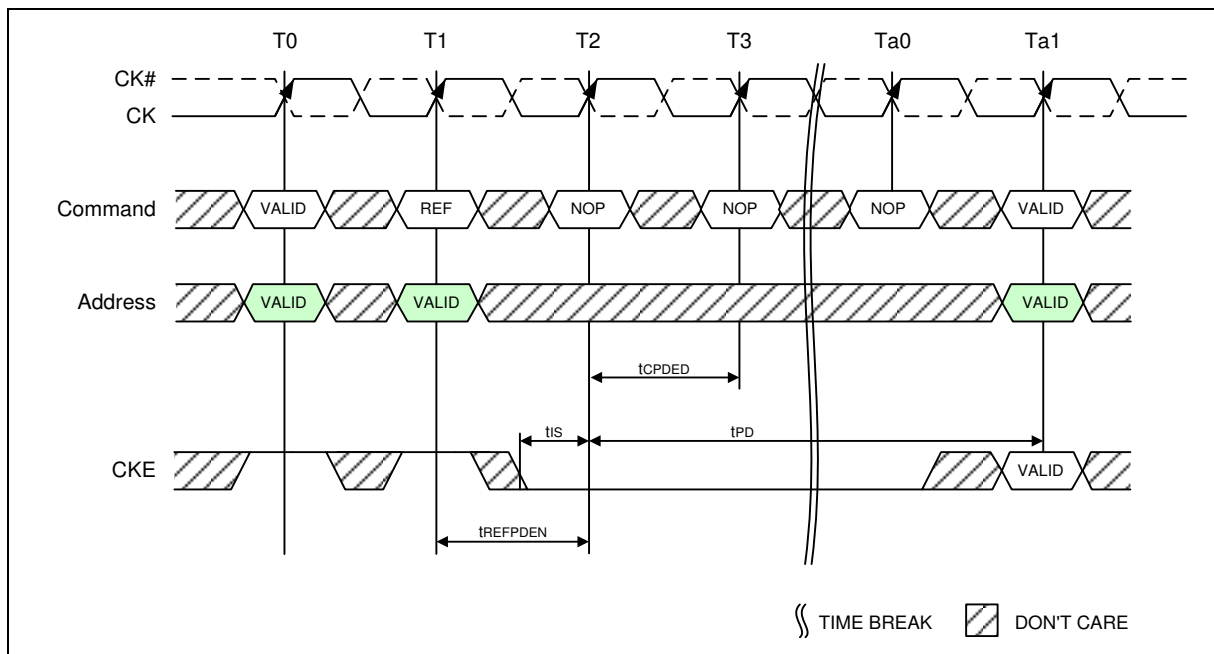 T0 T1 T2 T3 Ta0 Ta1
CK#
CK
Command VALID REF NOP NOP NOP VALID
Address VALID VALID VALID
tCPDED
tIS tPD
CKE VALID
tREFPDEN
TIME BREAK DON'T CARE